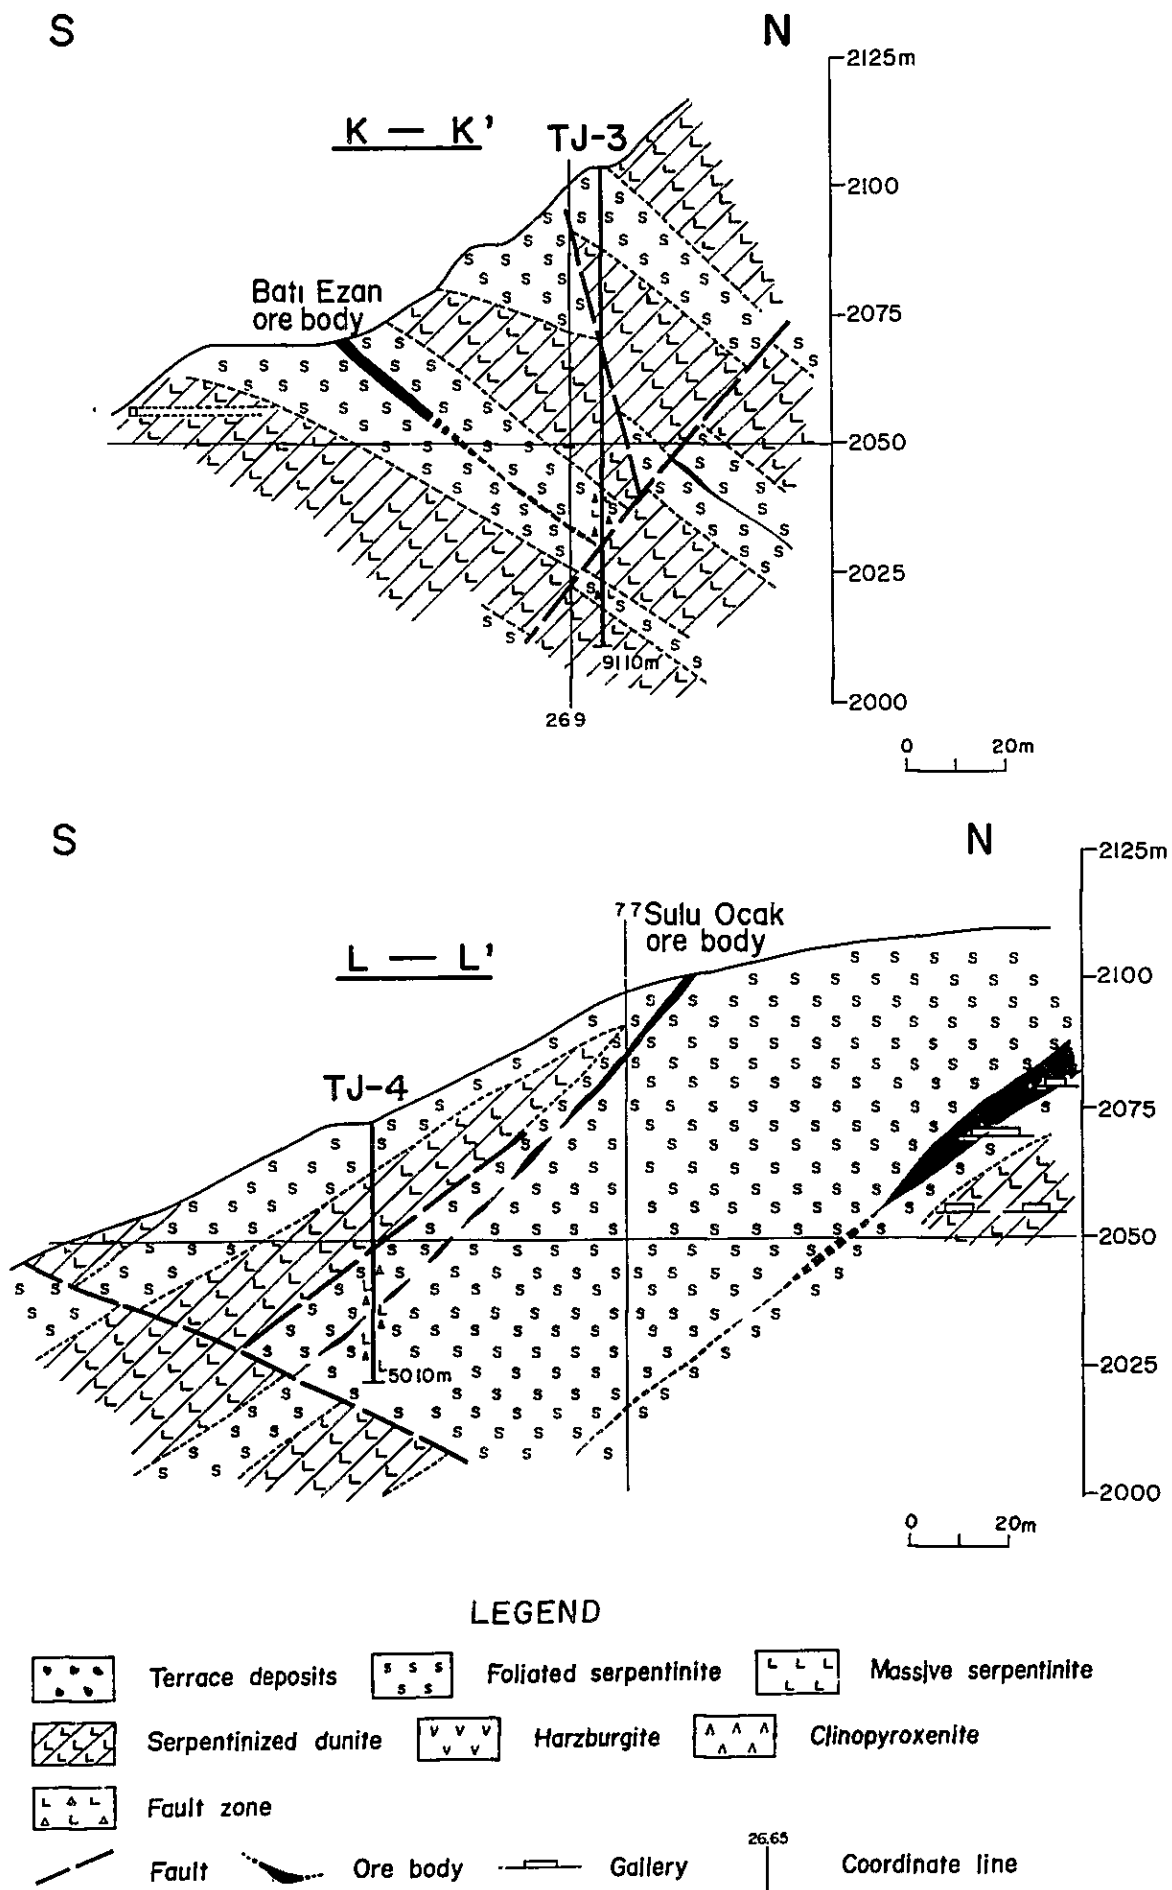 S N
2125m
K — K' TJ-3
2100
Batı Ezan
ore body
2075
2050
2025
91 10m
2000
269
0 20m
S N
2125m
77 Sulu Ocak
ore body
L — L'
2100
TJ-4
2075
2050
2025
50 10m
2000
0 20m
LEGEND
Terrace deposits Foliated serpentinite Massive serpentinite
Serpentinized dunite Harzburgite Clinopyroxenite
Fault zone
26.65
Fault Ore body Gallery Coordinate line